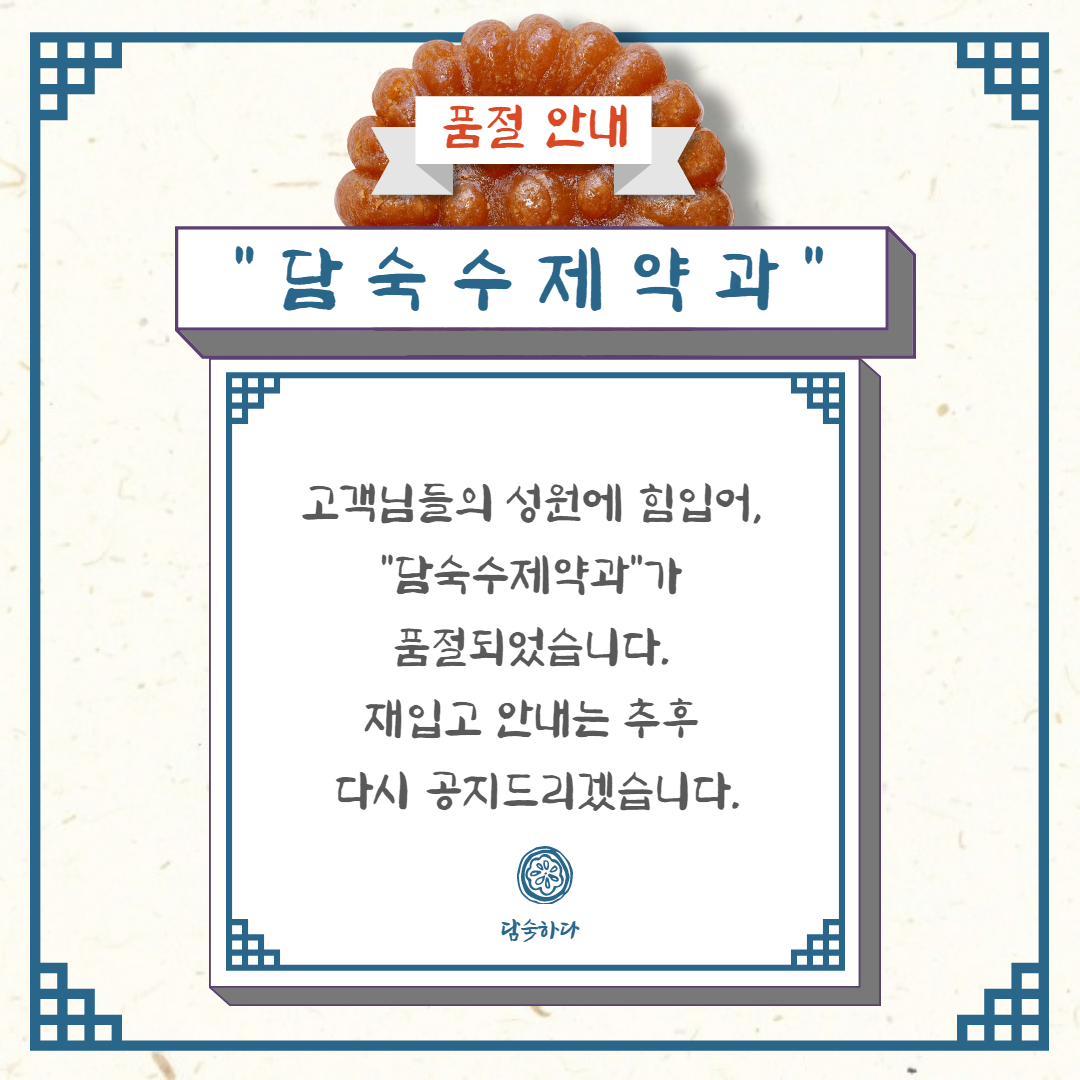 품절 안내
"담숙수제약과"
고객님들의 성원에 힘입어,
"담숙수제약과"가
품절되었습니다.
재입고 안내는 추후
다시 공지드리겠습니다.
담숙하다